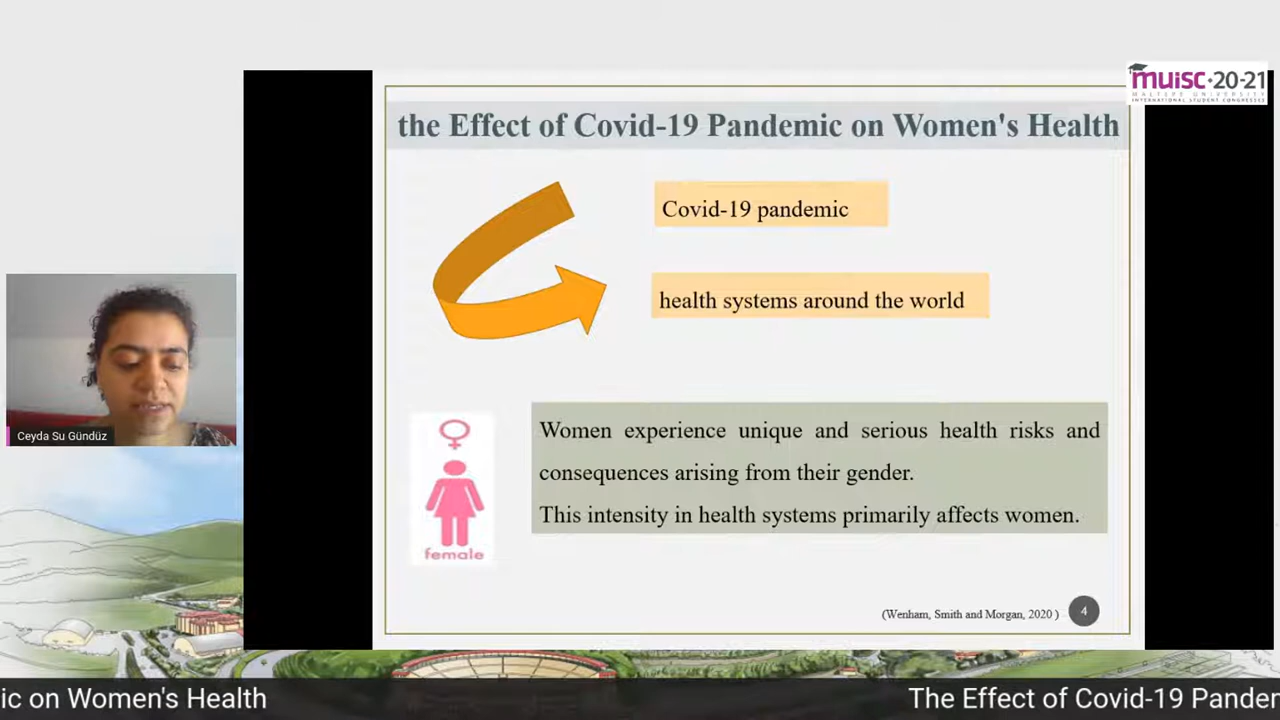 muisc·20-21
MALTEPE UNIVERSITY
INTERNATIONAL STUDENT CONGRESS(E)
the Effect of Covid-19 Pandemic on Women's Health
Covid-19 pandemic
health systems around the world
Ceyda Su Gündüz
Women experience unique and serious health risks and
consequences arising from their gender.
This intensity in health systems primarily affects women.
female
(Wenham, Smith and Morgan, 2020 )
4
ic on Women's Health
The Effect of Covid-19 Pander